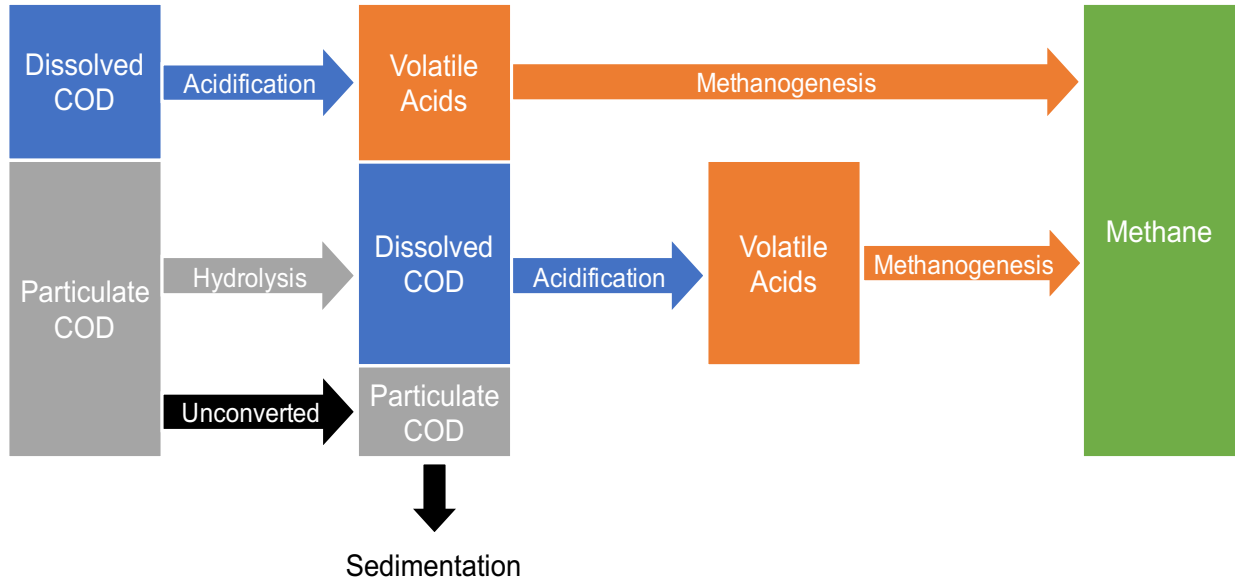 Dissolved
COD
Acidification
Volatile
Acids
Methanogenesis
Particulate
COD
Hydrolysis
Dissolved
COD
Acidification
Volatile
Acids
Methanogenesis
Methane
Unconverted
Particulate
COD
Sedimentation